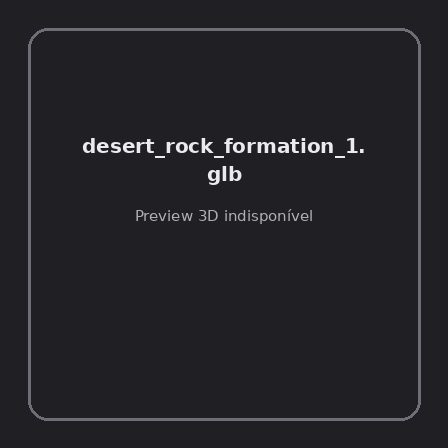 desert_rock_formation_1.
glb
Preview 3D indisponível